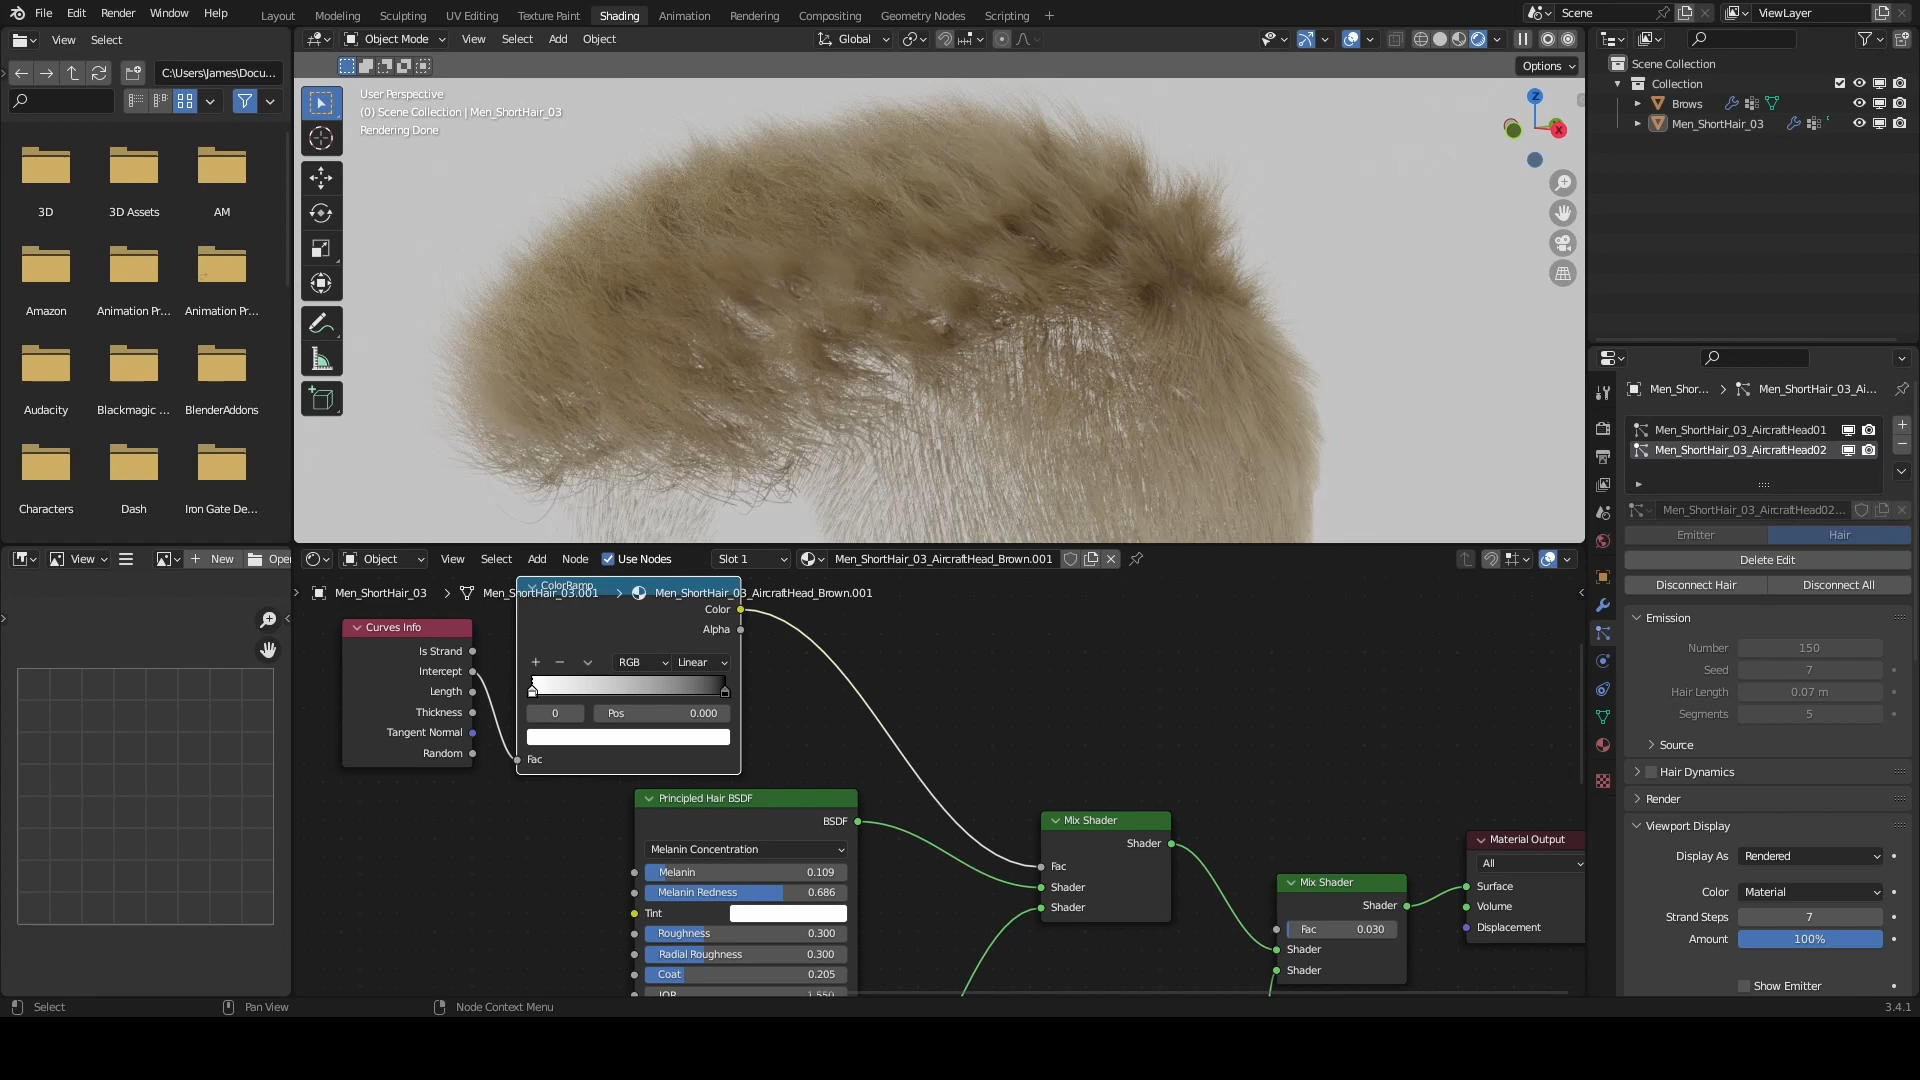 File Edit Render Window Help
Layout Modeling Sculpting UV Editing Texture Paint Shading Animation Rendering Compositing Geometry Nodes Scripting +
Scene ViewLayer
View Select
Object Mode View Select Add Object Global
C:\Users\James\Docu...
Options
3D 3D Assets AM
Amazon Animation Pr... Animation Pr...
Audacity Blackmagic ... BlenderAddons
Characters Dash Iron Gate De...
User Perspective
(0) Scene Collection | Men_ShortHair_03
Rendering Done
Z
X
Scene Collection
Collection
Brows
Men_ShortHair_03
Men_Shor... Men_ShortHair_03_Ai...
Men_ShortHair_03_AircraftHead01
Men_ShortHair_03_AircraftHead02
Men_ShortHair_03_AircraftHead02...
Emitter Hair
Delete Edit
Disconnect Hair Disconnect All
Emission
Number 150
Seed 7
Hair Length 0.07 m
Segments 5
Source
Hair Dynamics
Render
Viewport Display
Display As Rendered
Color Material
Strand Steps 7
Amount 100%
Show Emitter
View New Open
Object View Select Add Node Use Nodes Slot 1 Men_ShortHair_03_AircraftHead_Brown.001
Men_ShortHair_03 Men_ShortHair_03.001 Men_ShortHair_03_AircraftHead_Brown.001
Curves Info
Is Strand
Intercept
Length
Thickness
Tangent Normal
Random
ColorRamp
Color
Alpha
RGB Linear
0 Pos 0.000
Fac
Principled Hair BSDF
BSDF
Melanin Concentration
Melanin 0.109
Melanin Redness 0.686
Tint
Roughness 0.300
Radial Roughness 0.300
Coat 0.205
IOR 1.550
Mix Shader
Shader
Fac
Shader
Shader
Mix Shader
Shader
Fac 0.030
Shader
Shader
Material Output
All
Surface
Volume
Displacement
Select Pan View Node Context Menu 3.4.1